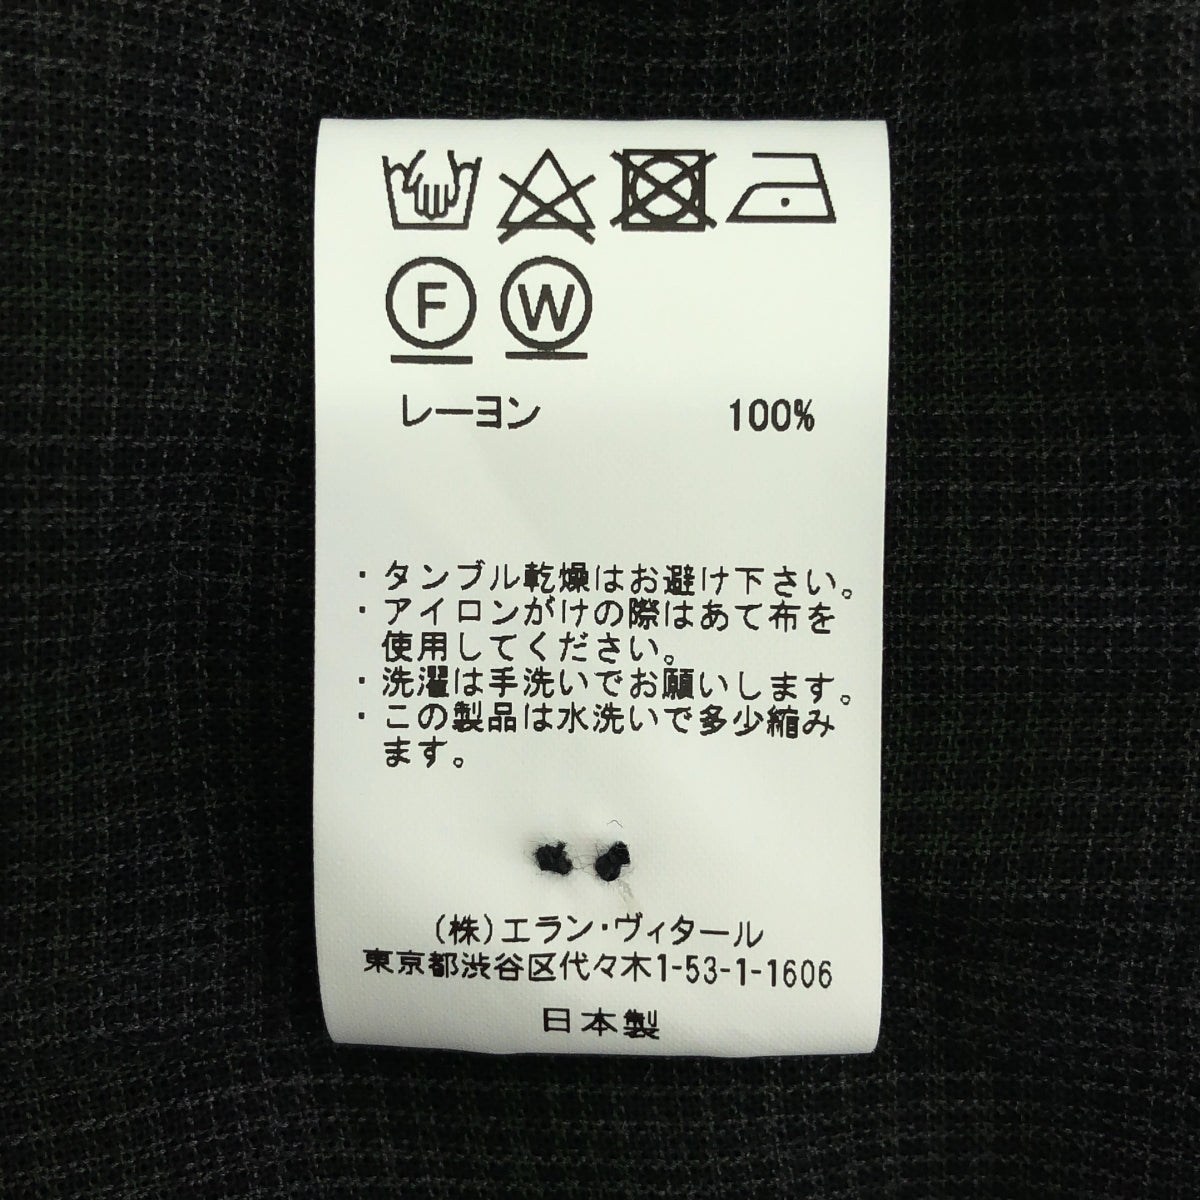 F W
レーヨン 100%
・タンブル乾燥はお避け下さい。
・アイロンがけの際はあて布を
使用してください。
・洗濯は手洗いでお願いします。
・この製品は水洗いで多少縮み
ます。
(株)エラン・ヴィタール
東京都渋谷区代々木1-53-1-1606
日本製